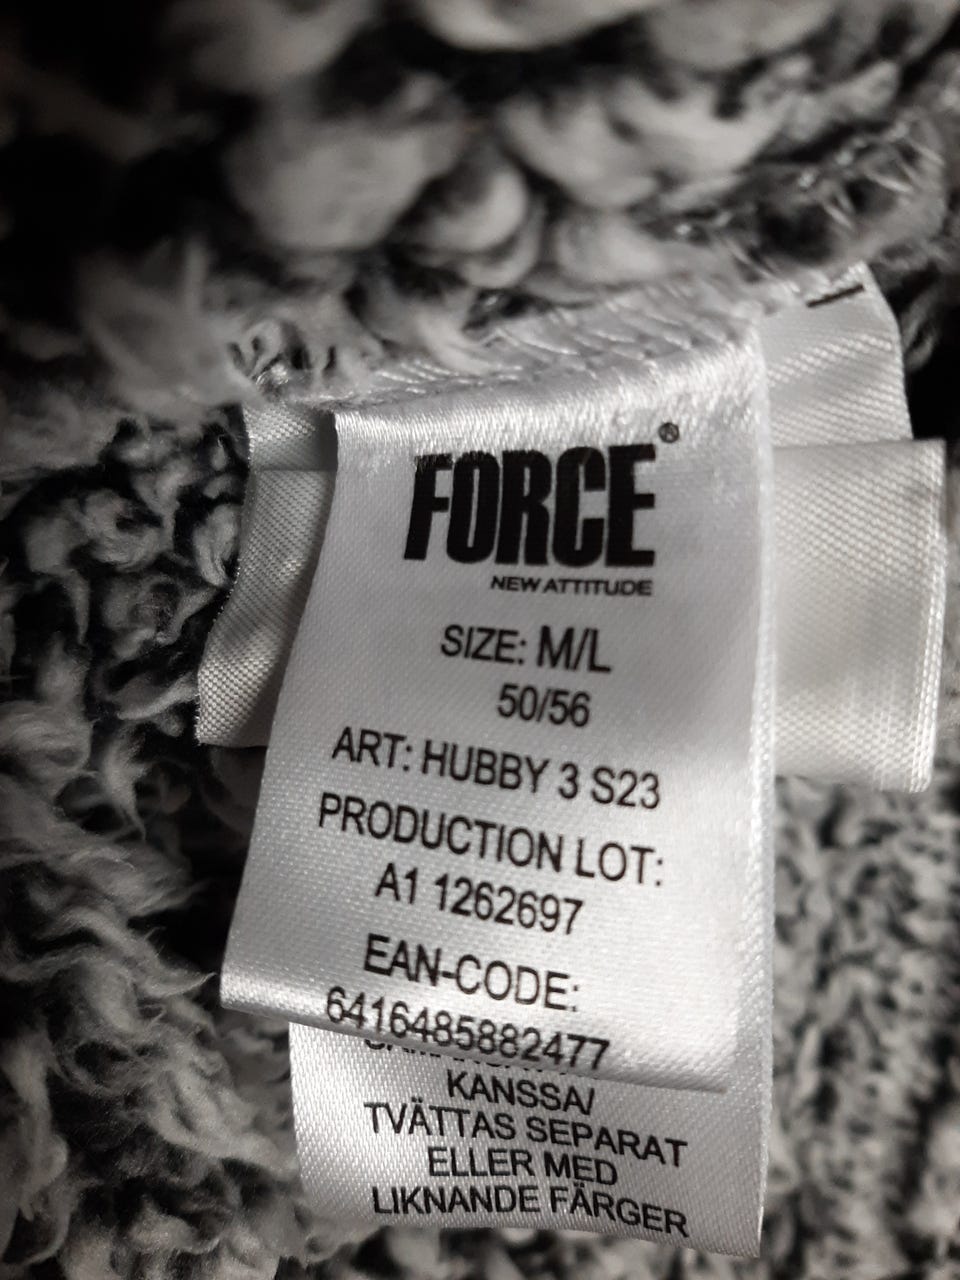 FORCE®
NEW ATTITUDE
SIZE: M/L
50/56
ART: HUBBY 3 S23
PRODUCTION LOT:
A1 1262697
EAN-CODE:
6416485882477
KANSSA/
TVÄTTAS SEPARAT
ELLER MED
LIKNANDE FÄRGER